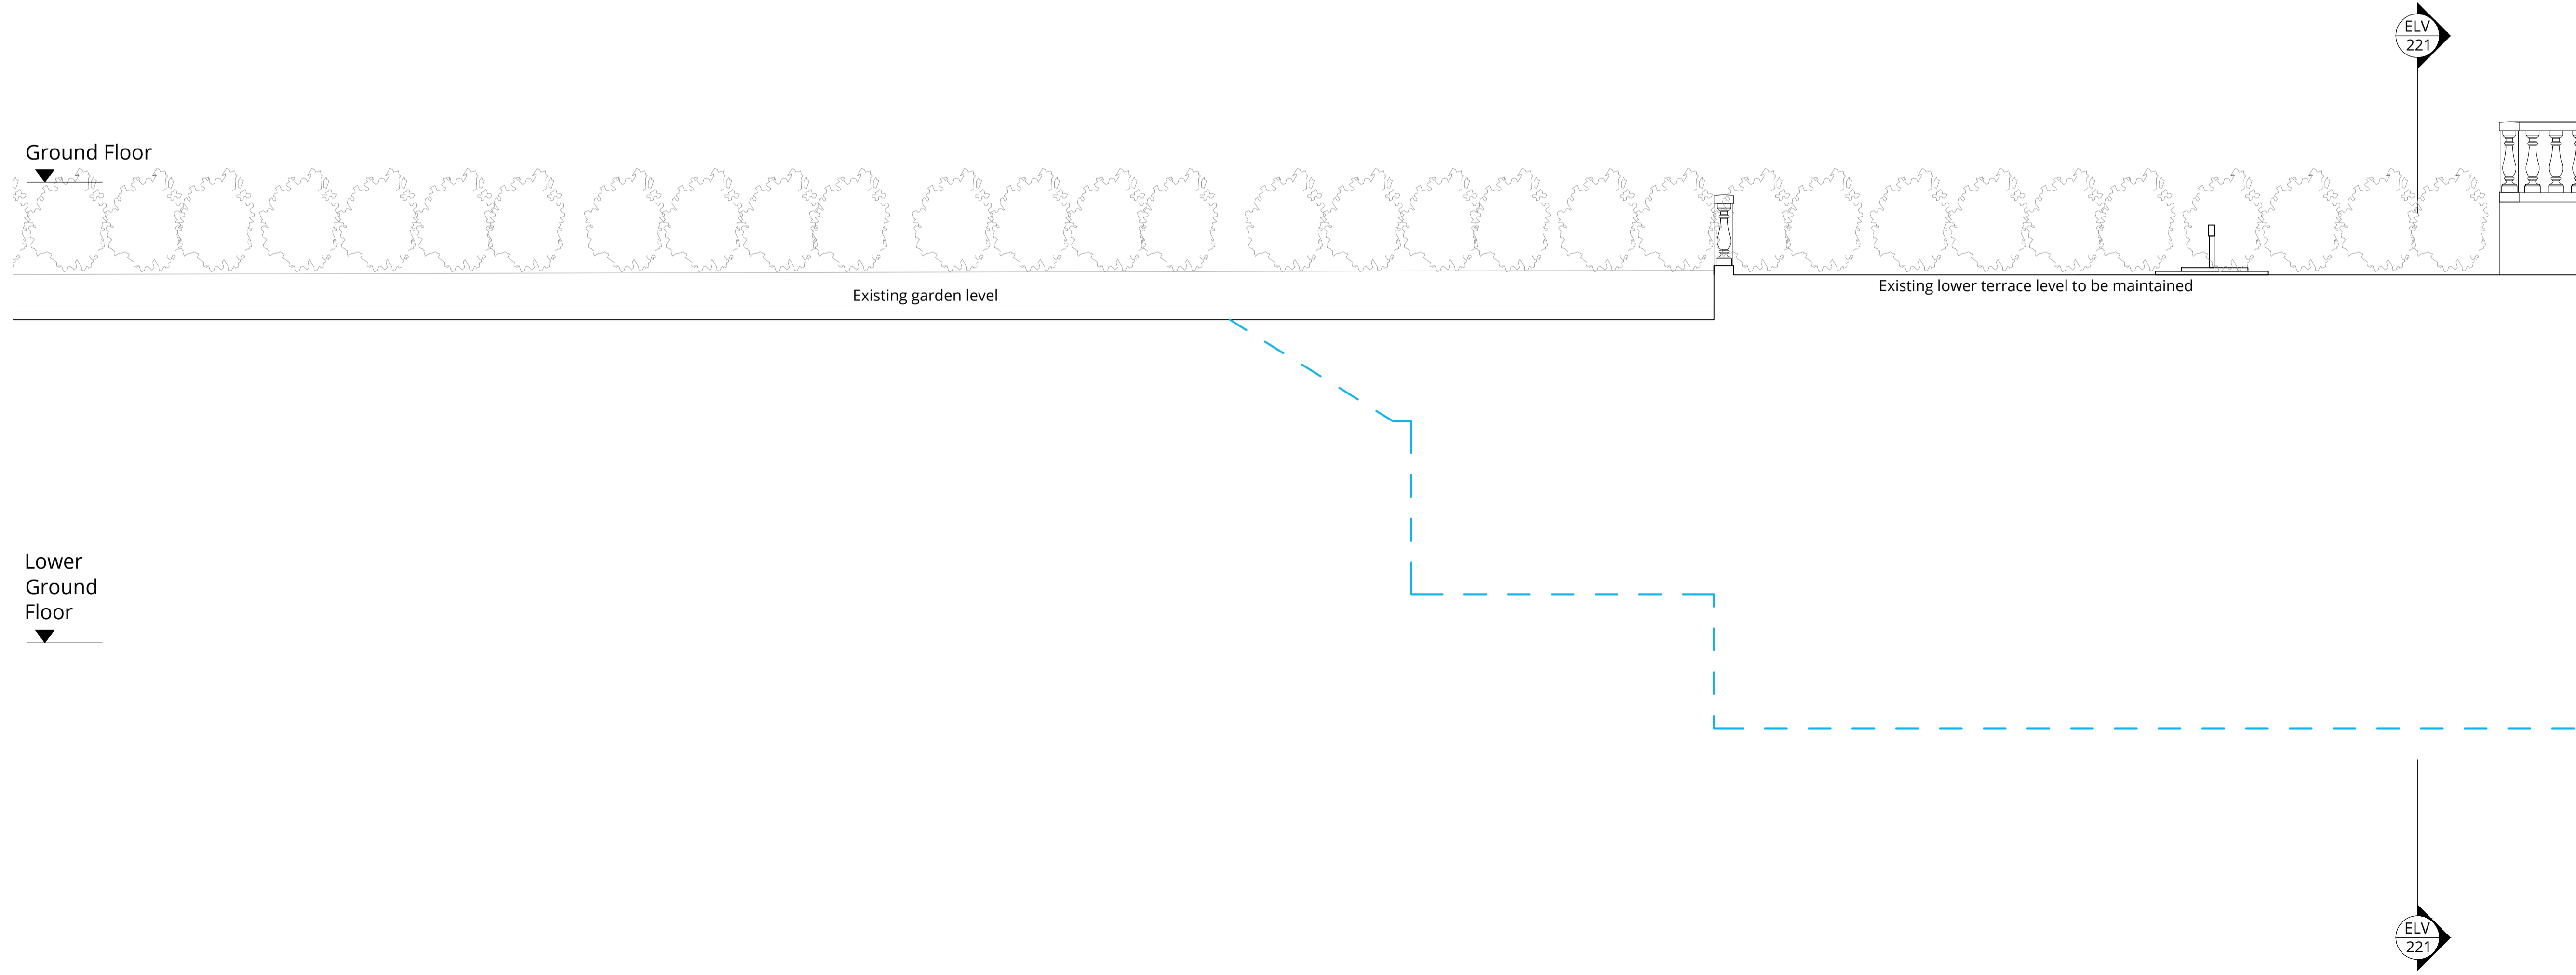 ELV
221
Ground Floor
Existing garden level
Existing lower terrace level to be maintained
Lower
Ground
Floor
ELV
221